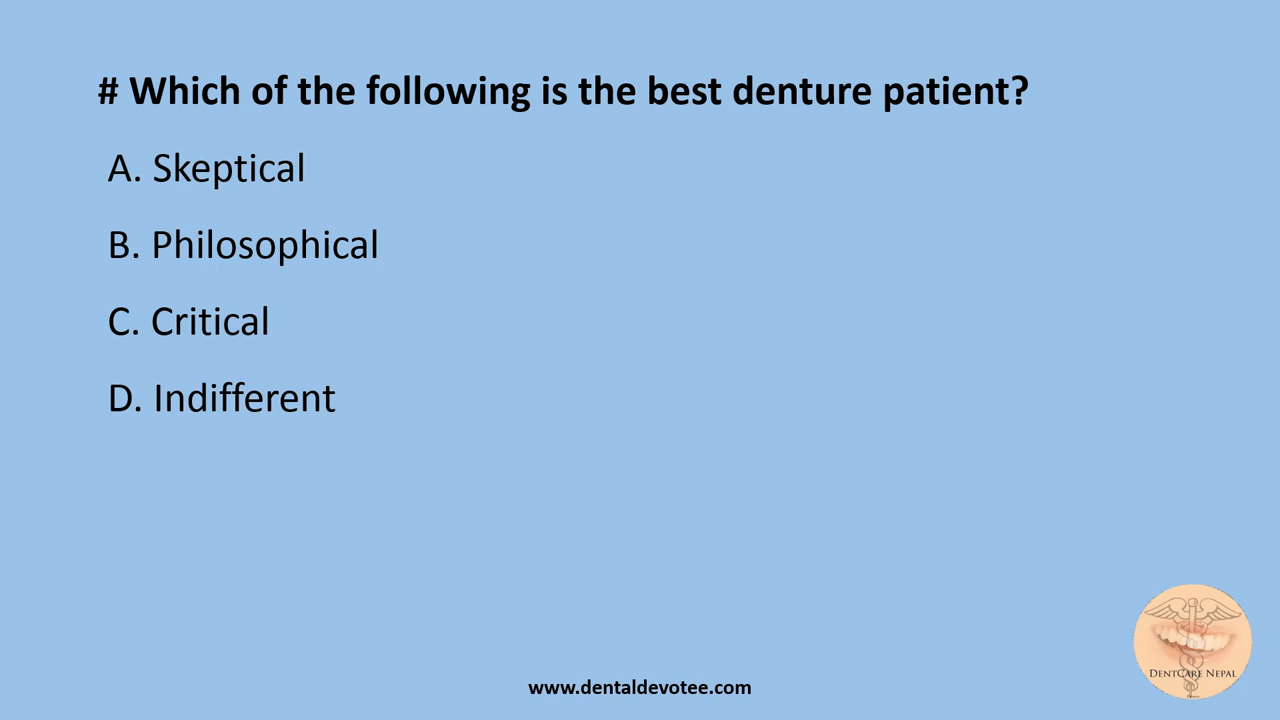 # Which of the following is the best denture patient?
A. Skeptical
B. Philosophical
C. Critical
D. Indifferent
DENTCARE NEPAL
www.dentaldevotee.com